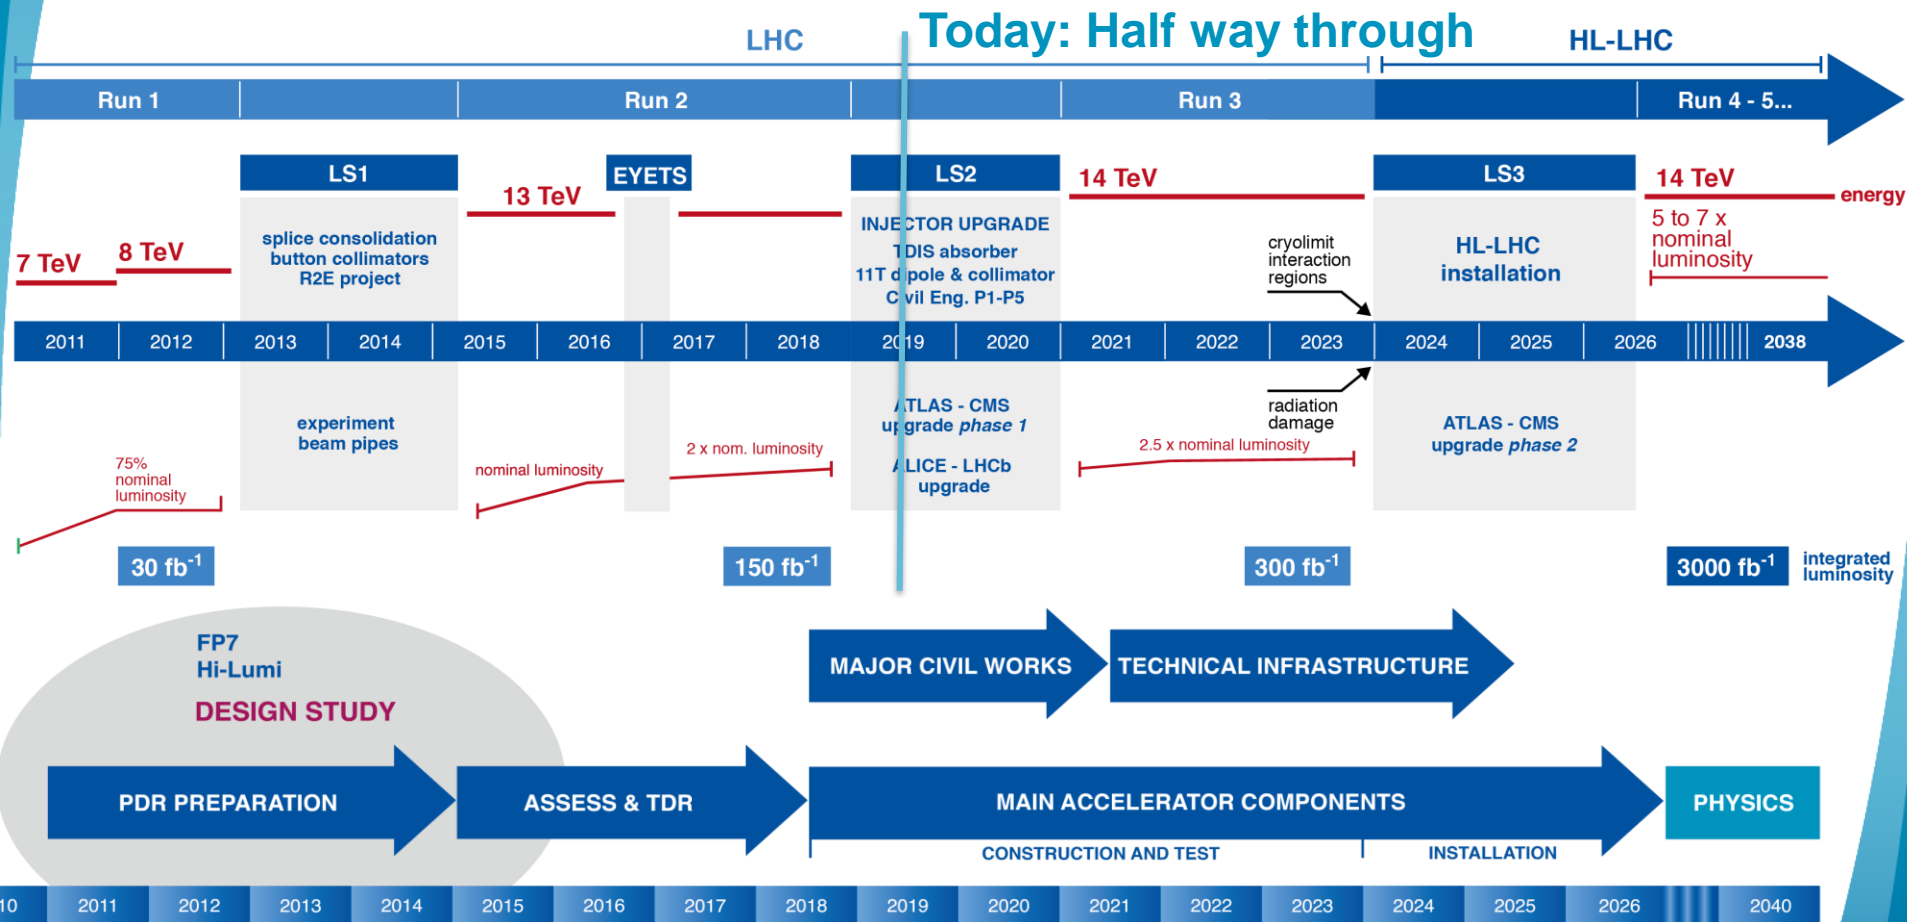 Today: Half way through
LHC
HL-LHC
Run 1
Run 2
Run 3
Run 4 - 5...
LS1
EYETS
LS2
LS3
14 TeV
14 TeV
13 TeV
energy
8 TeV
7 TeV
splice consolidation
button collimators
R2E project
INJECTOR UPGRADE
TDIS absorber
11T dipole & collimator
Civil Eng. P1-P5
cryolimit
interaction
regions
HL-LHC
installation
5 to 7 x
nominal
luminosity
2011
2012
2013
2014
2015
2016
2017
2018
2019
2020
2021
2022
2023
2024
2025
2026
2038
experiment
beam pipes
ATLAS - CMS
upgrade phase 1
ALICE - LHCb
upgrade
radiation
damage
ATLAS - CMS
upgrade phase 2
75%
nominal
luminosity
nominal luminosity
2 x nom. luminosity
2.5 x nominal luminosity
30 fb-1
150 fb-1
300 fb-1
3000 fb-1
integrated
luminosity
FP7
Hi-Lumi
DESIGN STUDY
MAJOR CIVIL WORKS
TECHNICAL INFRASTRUCTURE
PDR PREPARATION
ASSESS & TDR
MAIN ACCELERATOR COMPONENTS
PHYSICS
CONSTRUCTION AND TEST
INSTALLATION
10
2011
2012
2013
2014
2015
2016
2017
2018
2019
2020
2021
2022
2023
2024
2025
2026
2040